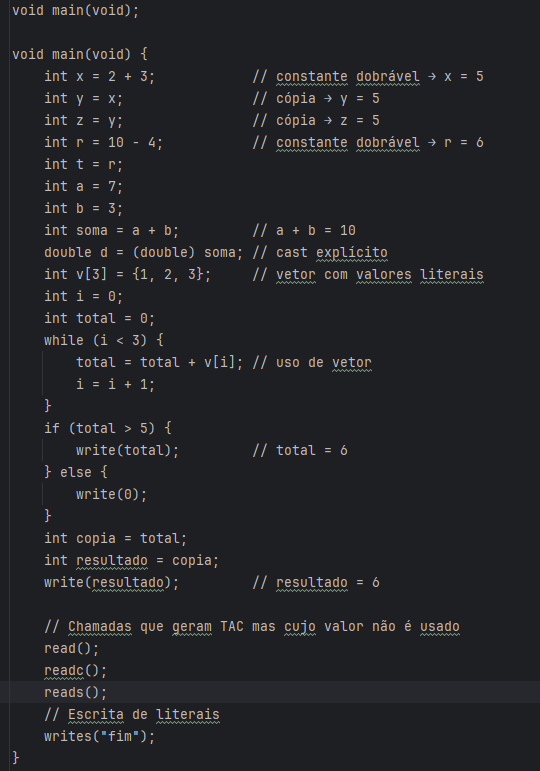 void main(void);
void main(void) {
int x = 2 + 3; // constante dobrável → x = 5
int y = x; // cópia → y = 5
int z = y; // cópia → z = 5
int r = 10 - 4; // constante dobrável → r = 6
int t = r;
int a = 7;
int b = 3;
int soma = a + b; // a + b = 10
double d = (double) soma; // cast explícito
int v[3] = {1, 2, 3}; // vetor com valores literais
int i = 0;
int total = 0;
while (i < 3) {
total = total + v[i]; // uso de vetor
i = i + 1;
}
if (total > 5) {
write(total); // total = 6
} else {
write(0);
}
int copia = total;
int resultado = copia;
write(resultado); // resultado = 6
// Chamadas que geram TAC mas cujo valor não é usado
read();
readc();
reads();
// Escrita de literais
writes("fim");
}